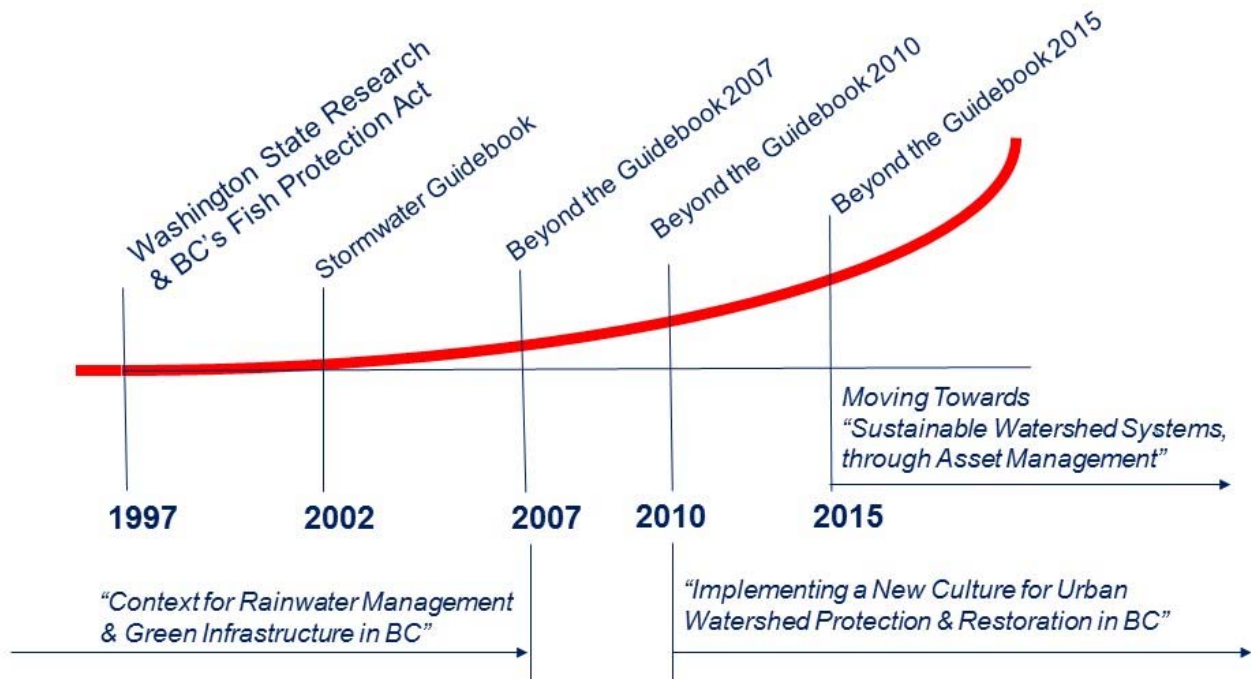 Washington State Research
& BC's Fish Protection Act
Stormwater Guidebook
Beyond the Guidebook 2007
Beyond the Guidebook 2010
Beyond the Guidebook 2015
Moving Towards
“Sustainable Watershed Systems,
through Asset Management”
1997
2002
2007
2010
2015
“Context for Rainwater Management
& Green Infrastructure in BC”
“Implementing a New Culture for Urban
Watershed Protection & Restoration in BC”